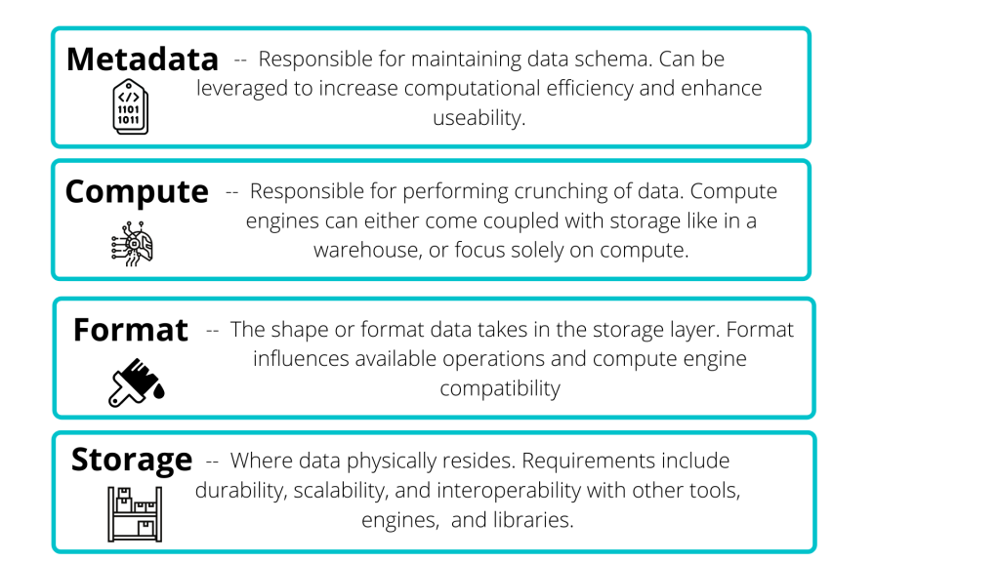 Metadata -- Responsible for maintaining data schema. Can be
leveraged to increase computational efficiency and enhance
useability.
</>
1101
1011
Compute -- Responsible for performing crunching of data. Compute
engines can either come coupled with storage like in a
warehouse, or focus solely on compute.
Format -- The shape or format data takes in the storage layer. Format
influences available operations and compute engine
compatibility
Storage -- Where data physically resides. Requirements include
durability, scalability, and interoperability with other tools,
engines,  and libraries.